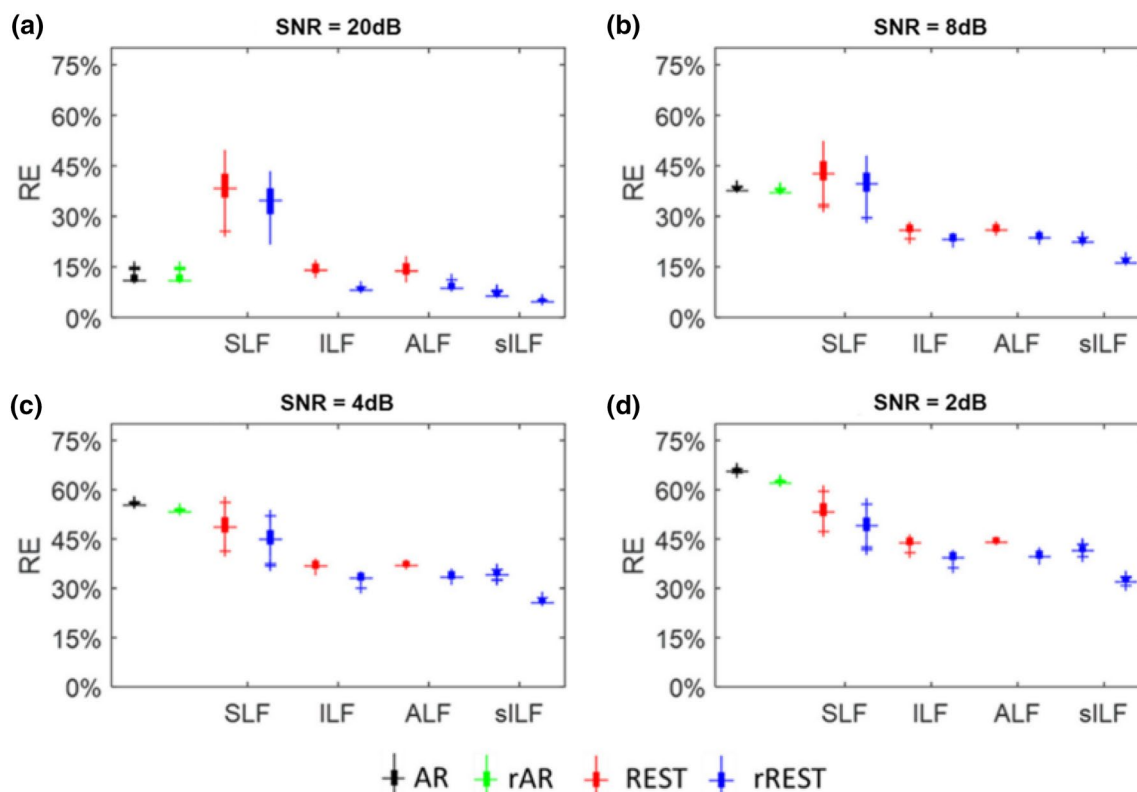 (a)
SNR = 20dB
RE
75%
60%
45%
30%
15%
0%
SLF
ILF
ALF
sILF
(b)
SNR = 8dB
RE
75%
60%
45%
30%
15%
0%
SLF
ILF
ALF
sILF
(c)
SNR = 4dB
RE
75%
60%
45%
30%
15%
0%
SLF
ILF
ALF
sILF
(d)
SNR = 2dB
RE
75%
60%
45%
30%
15%
0%
SLF
ILF
ALF
sILF
AR rAR REST rREST